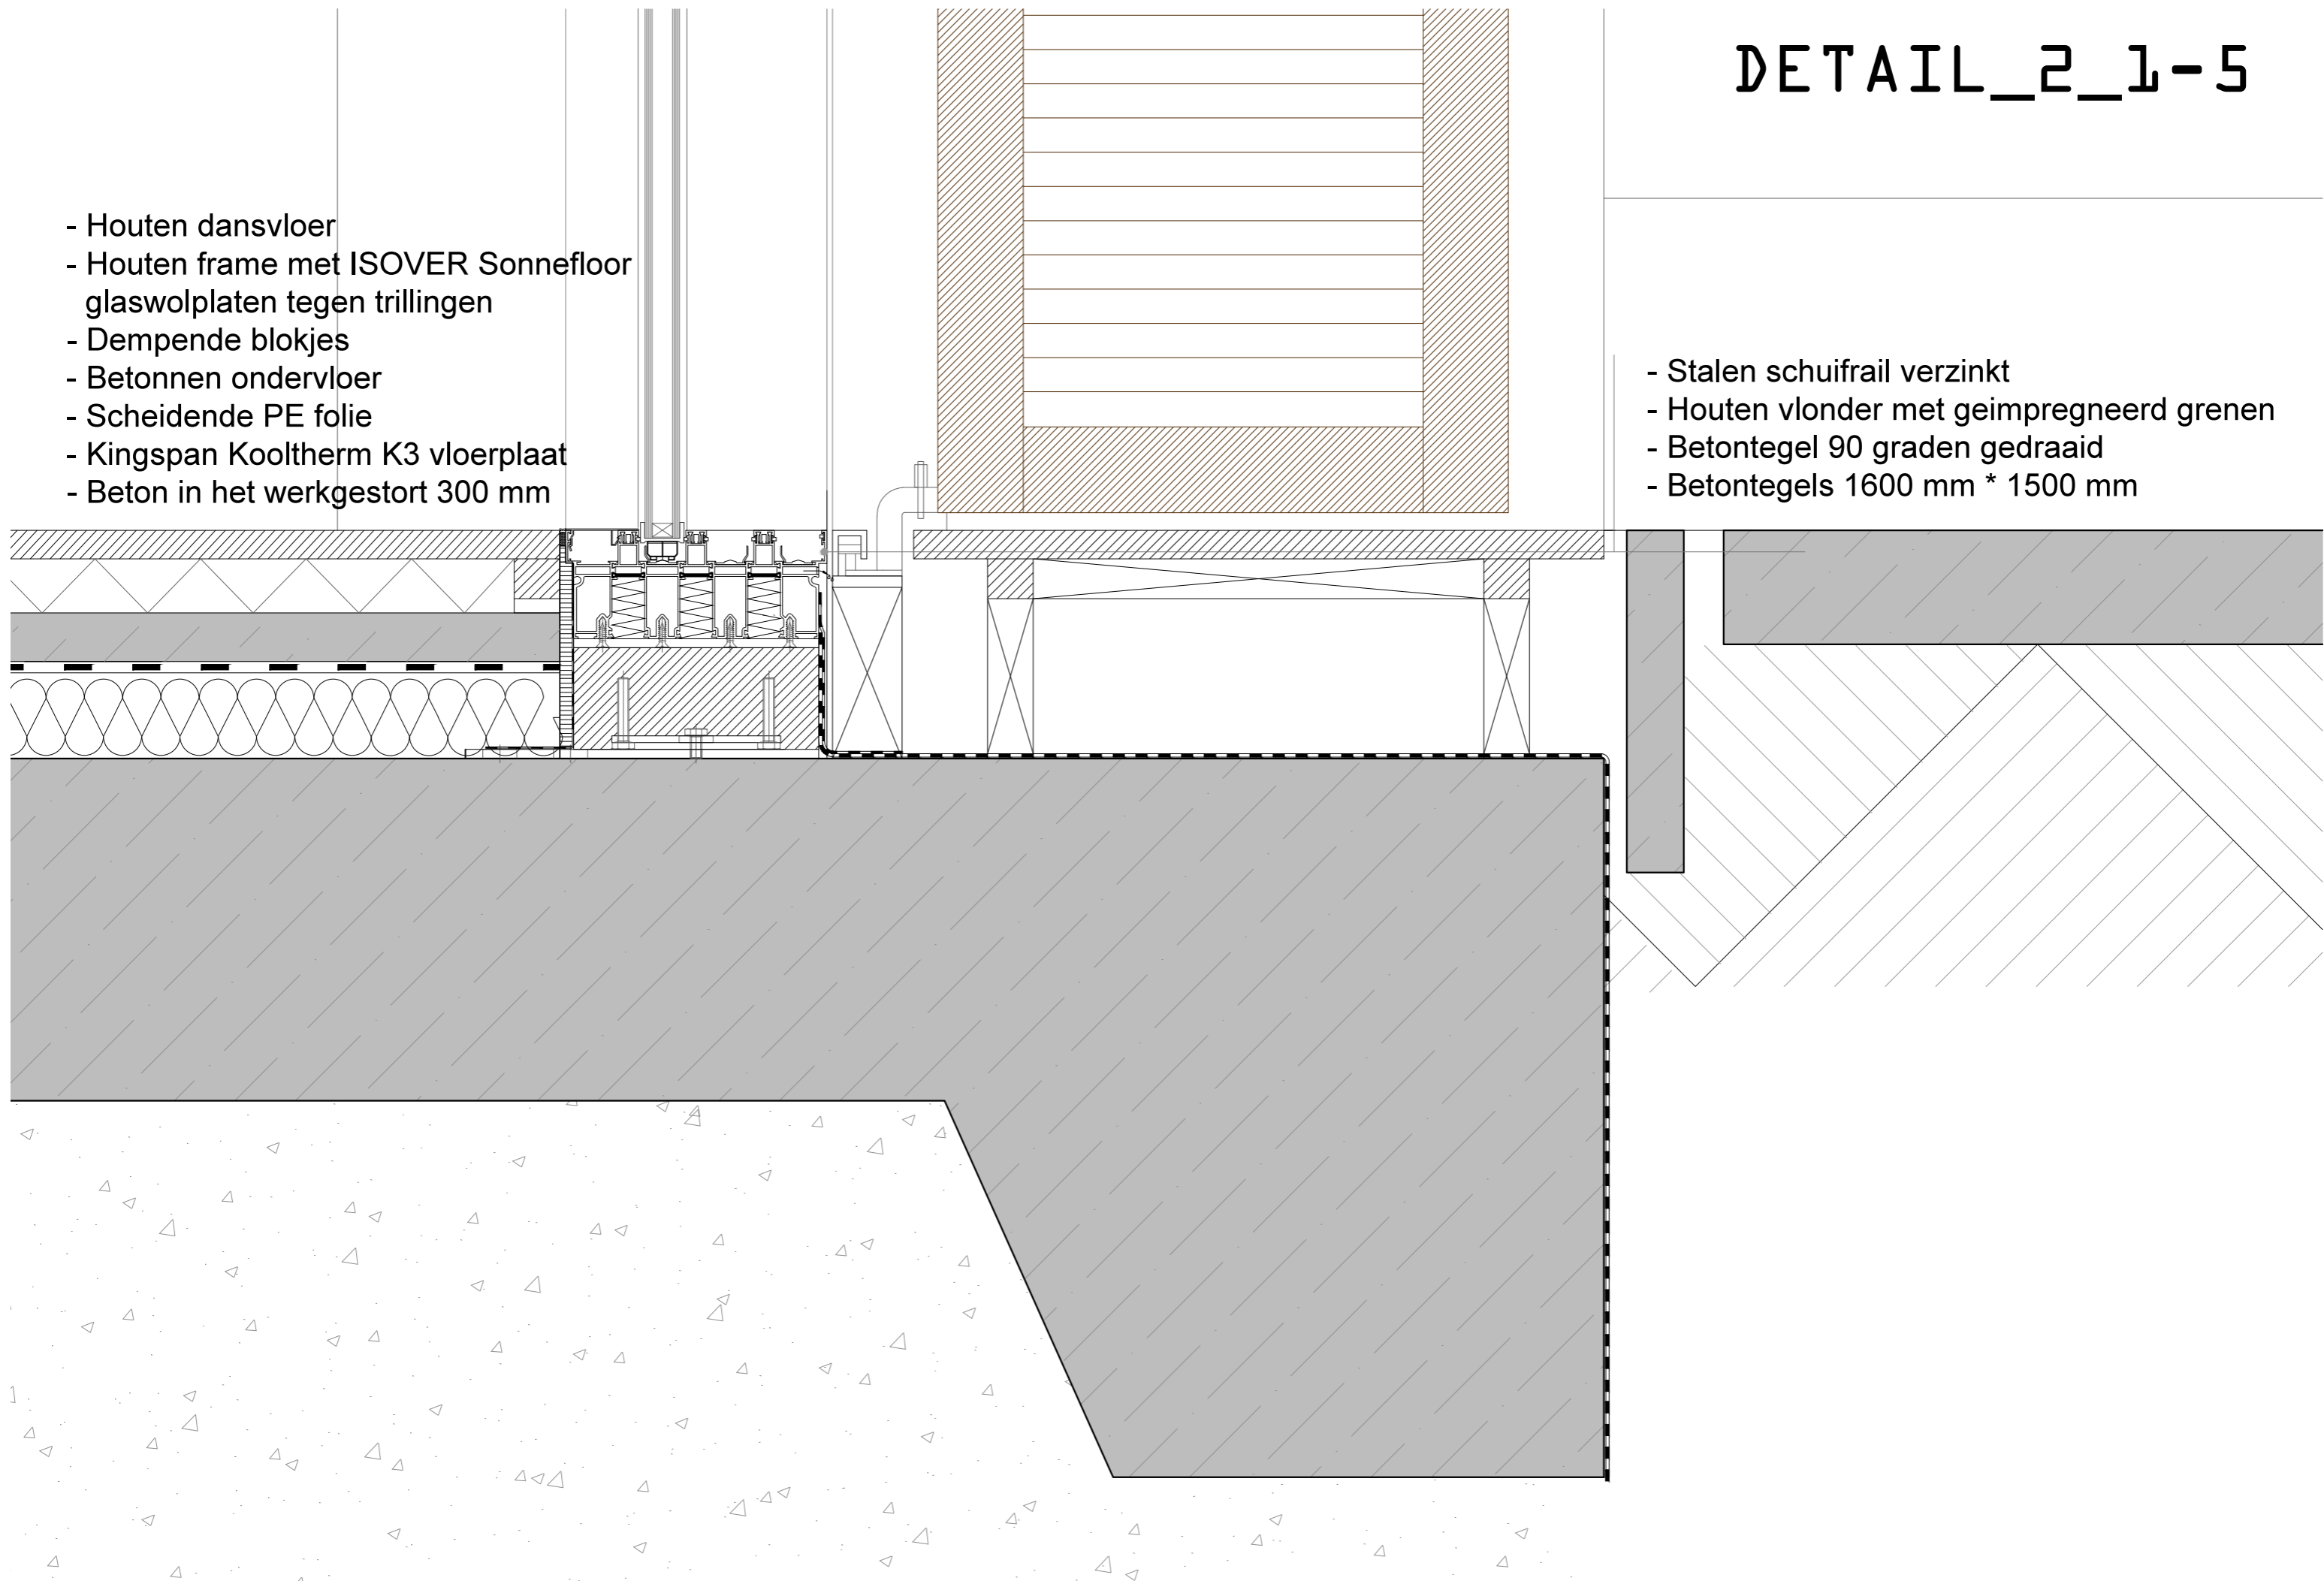 DETAIL_2_1-5
- Houten dansvloer
- Houten frame met ISOVER Sonnefloor
glaswolplaten tegen trillingen
- Dempende blokjes
- Betonnen ondervloer
- Scheidende PE folie
- Kingspan Kooltherm K3 vloerplaat
- Beton in het werkgestort 300 mm
- Stalen schuifrail verzinkt
- Houten vlonder met geimpregneerd grenen
- Betontegel 90 graden gedraaid
- Betontegels 1600 mm * 1500 mm